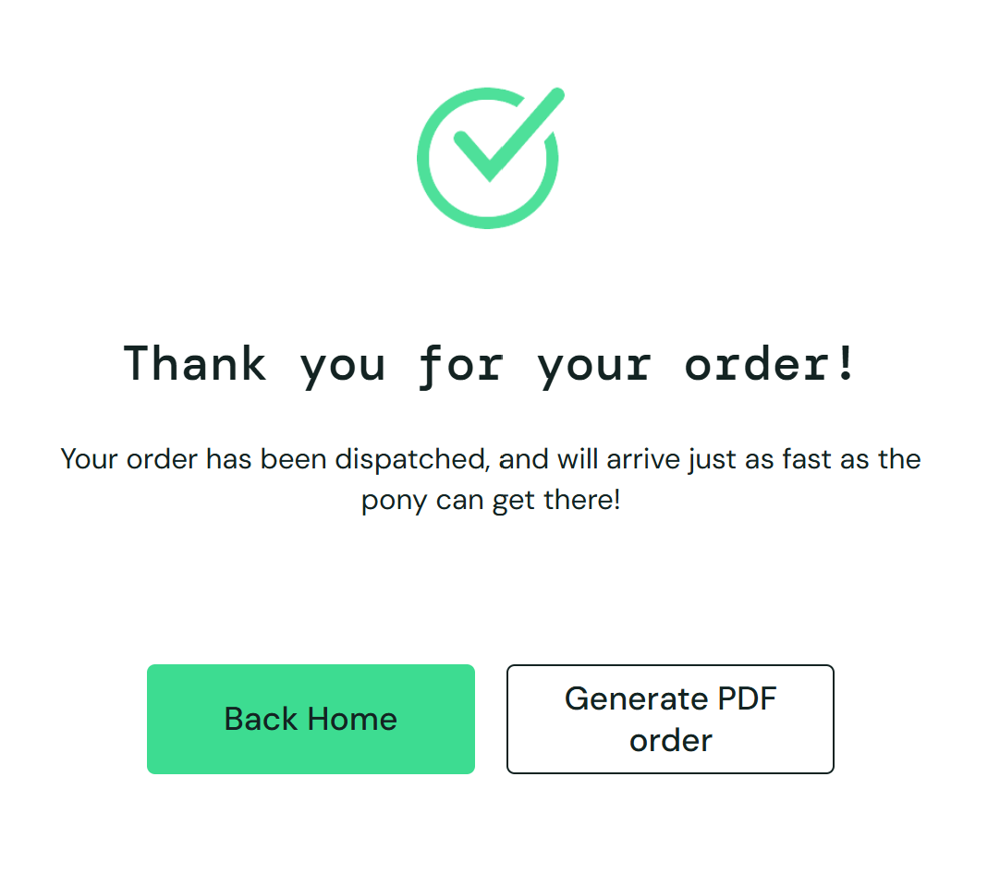 Thank you for your order!
Your order has been dispatched, and will arrive just as fast as the
pony can get there!
Back Home
Generate PDF
order